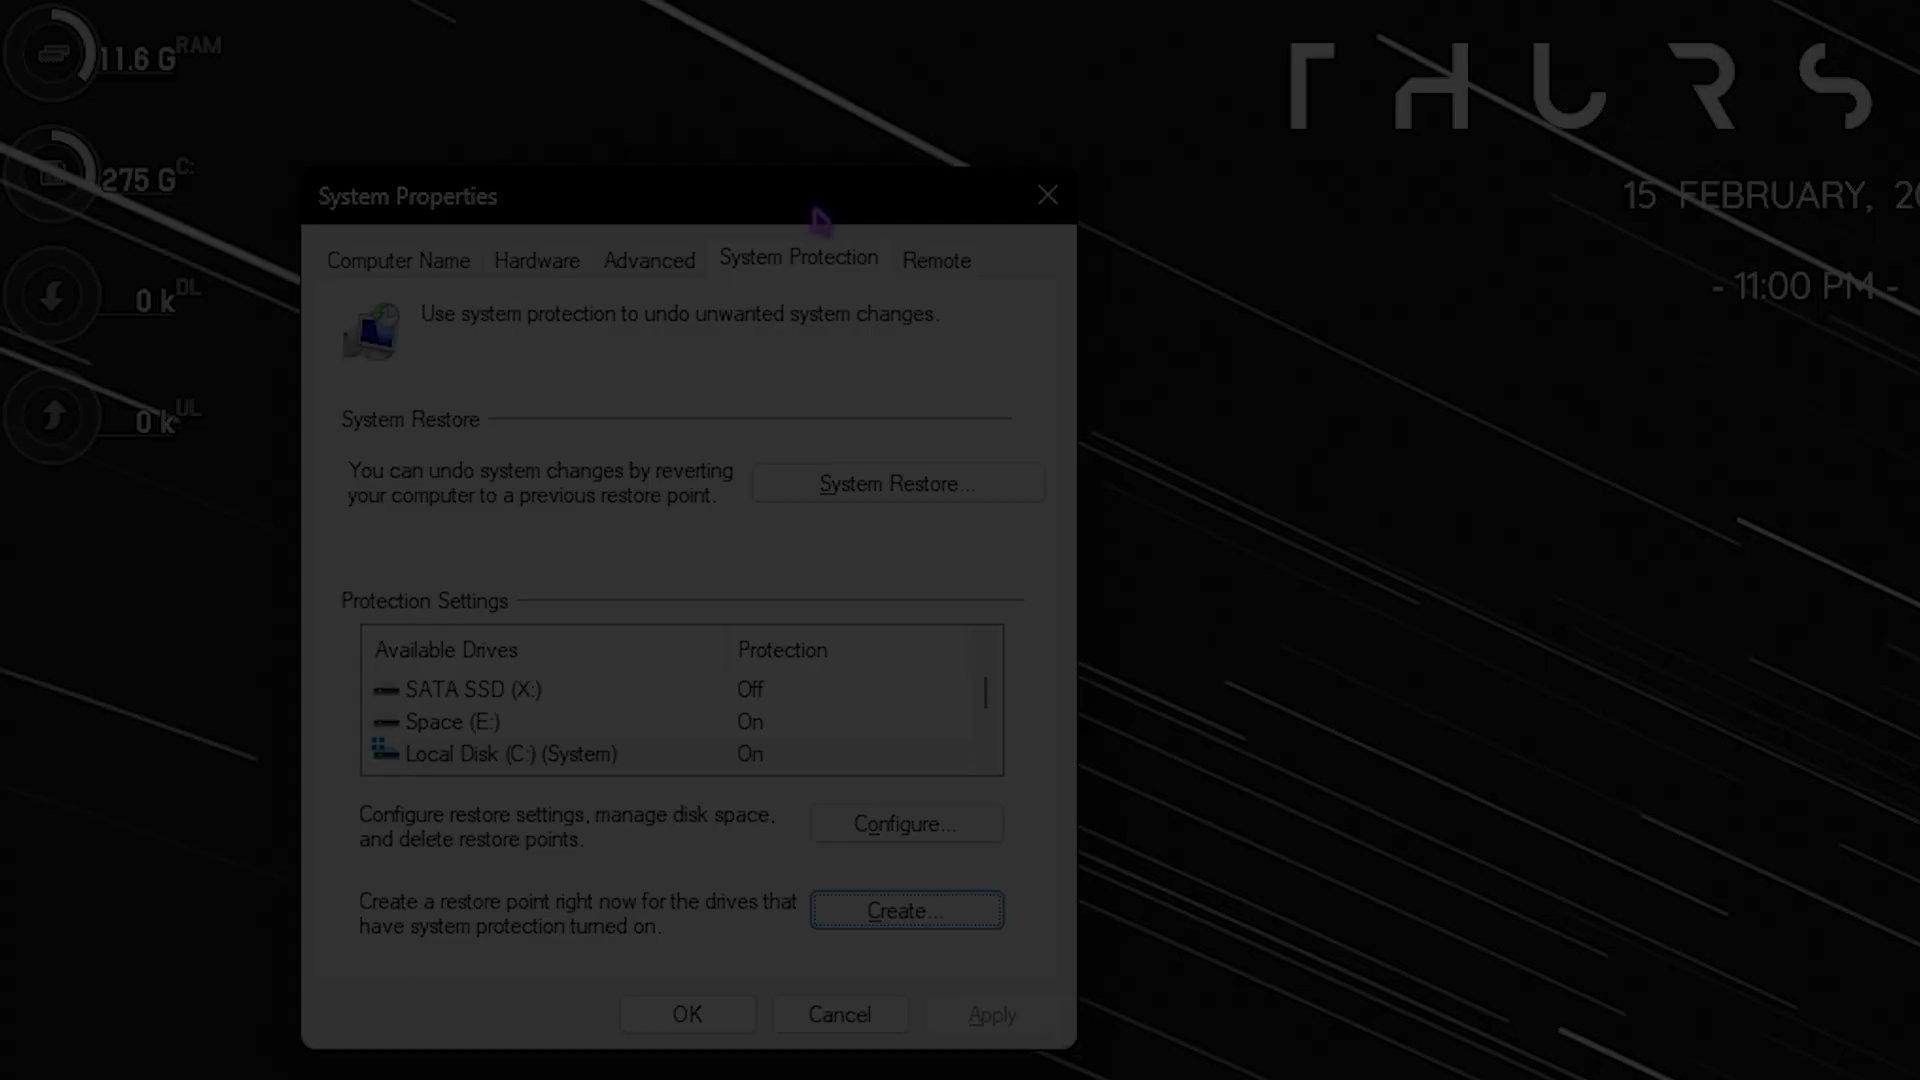 11.6 G RAM
275 G C:
0 k DL
0 k UL
THURS
15 FEBRUARY, 20
- 11:00 PM -
System Properties
Computer Name Hardware Advanced System Protection Remote
Use system protection to undo unwanted system changes.
System Restore
You can undo system changes by reverting
your computer to a previous restore point.
System Restore...
Protection Settings
Available Drives Protection
SATA SSD (X:) Off
Space (E:) On
Local Disk (C:) (System) On
Configure restore settings, manage disk space,
and delete restore points.
Configure...
Create a restore point right now for the drives that
have system protection turned on.
Create...
OK Cancel Apply